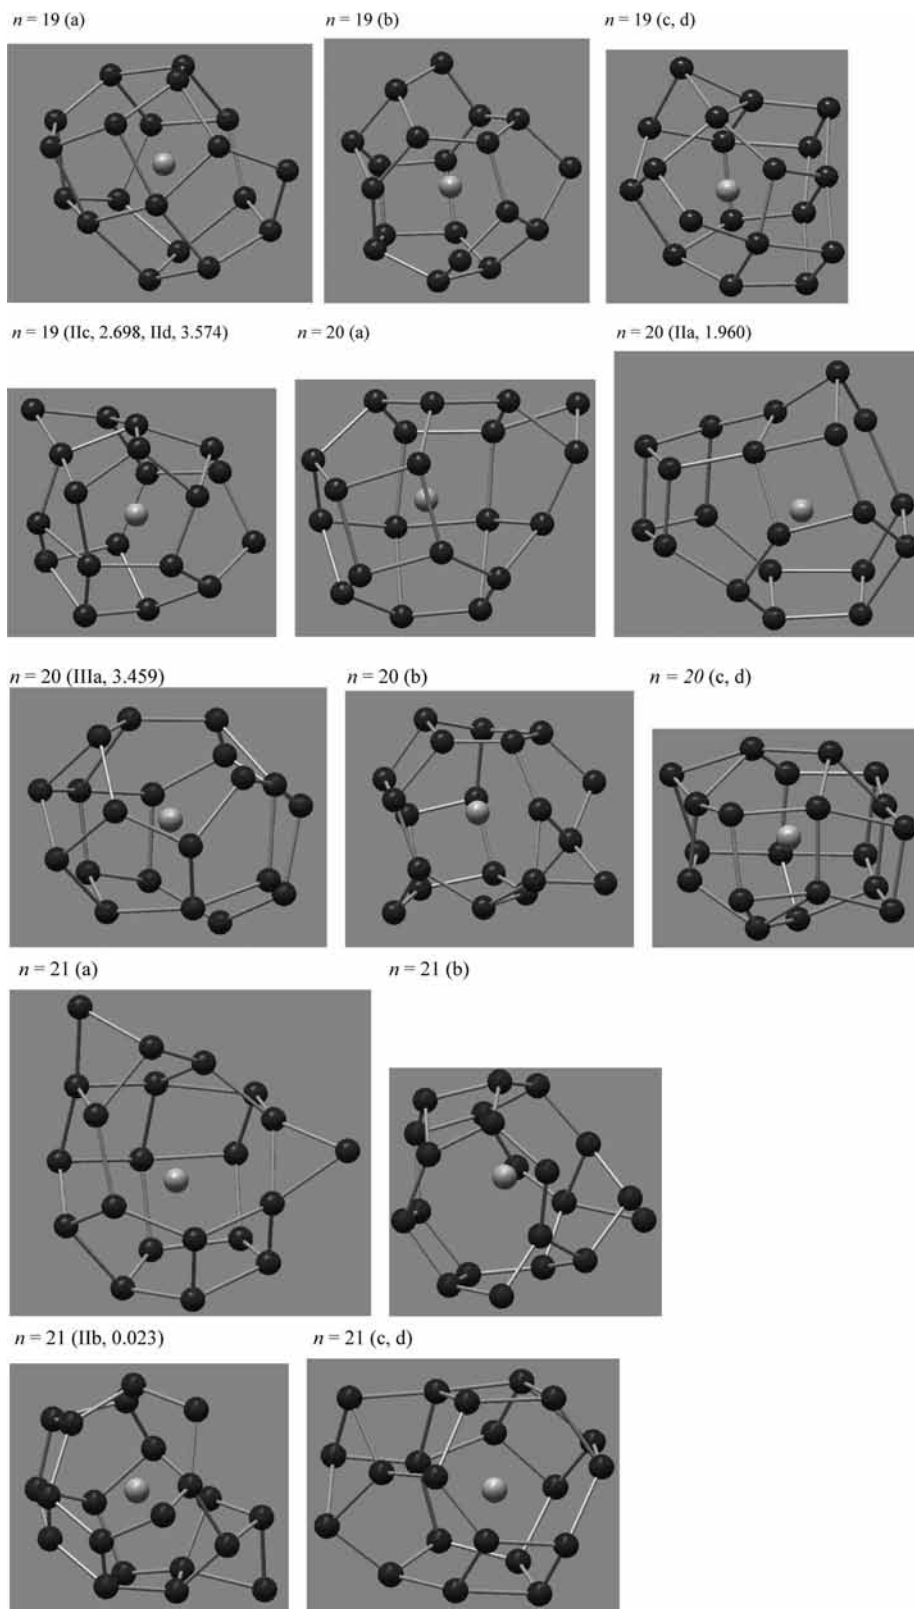 n = 19 (a) n = 19 (b) n = 19 (c, d)
n = 19 (IIc, 2.698, IId, 3.574) n = 20 (a) n = 20 (IIa, 1.960)
n = 20 (IIIa, 3.459) n = 20 (b) n = 20 (c, d)
n = 21 (a) n = 21 (b)
n = 21 (IIb, 0.023) n = 21 (c, d)